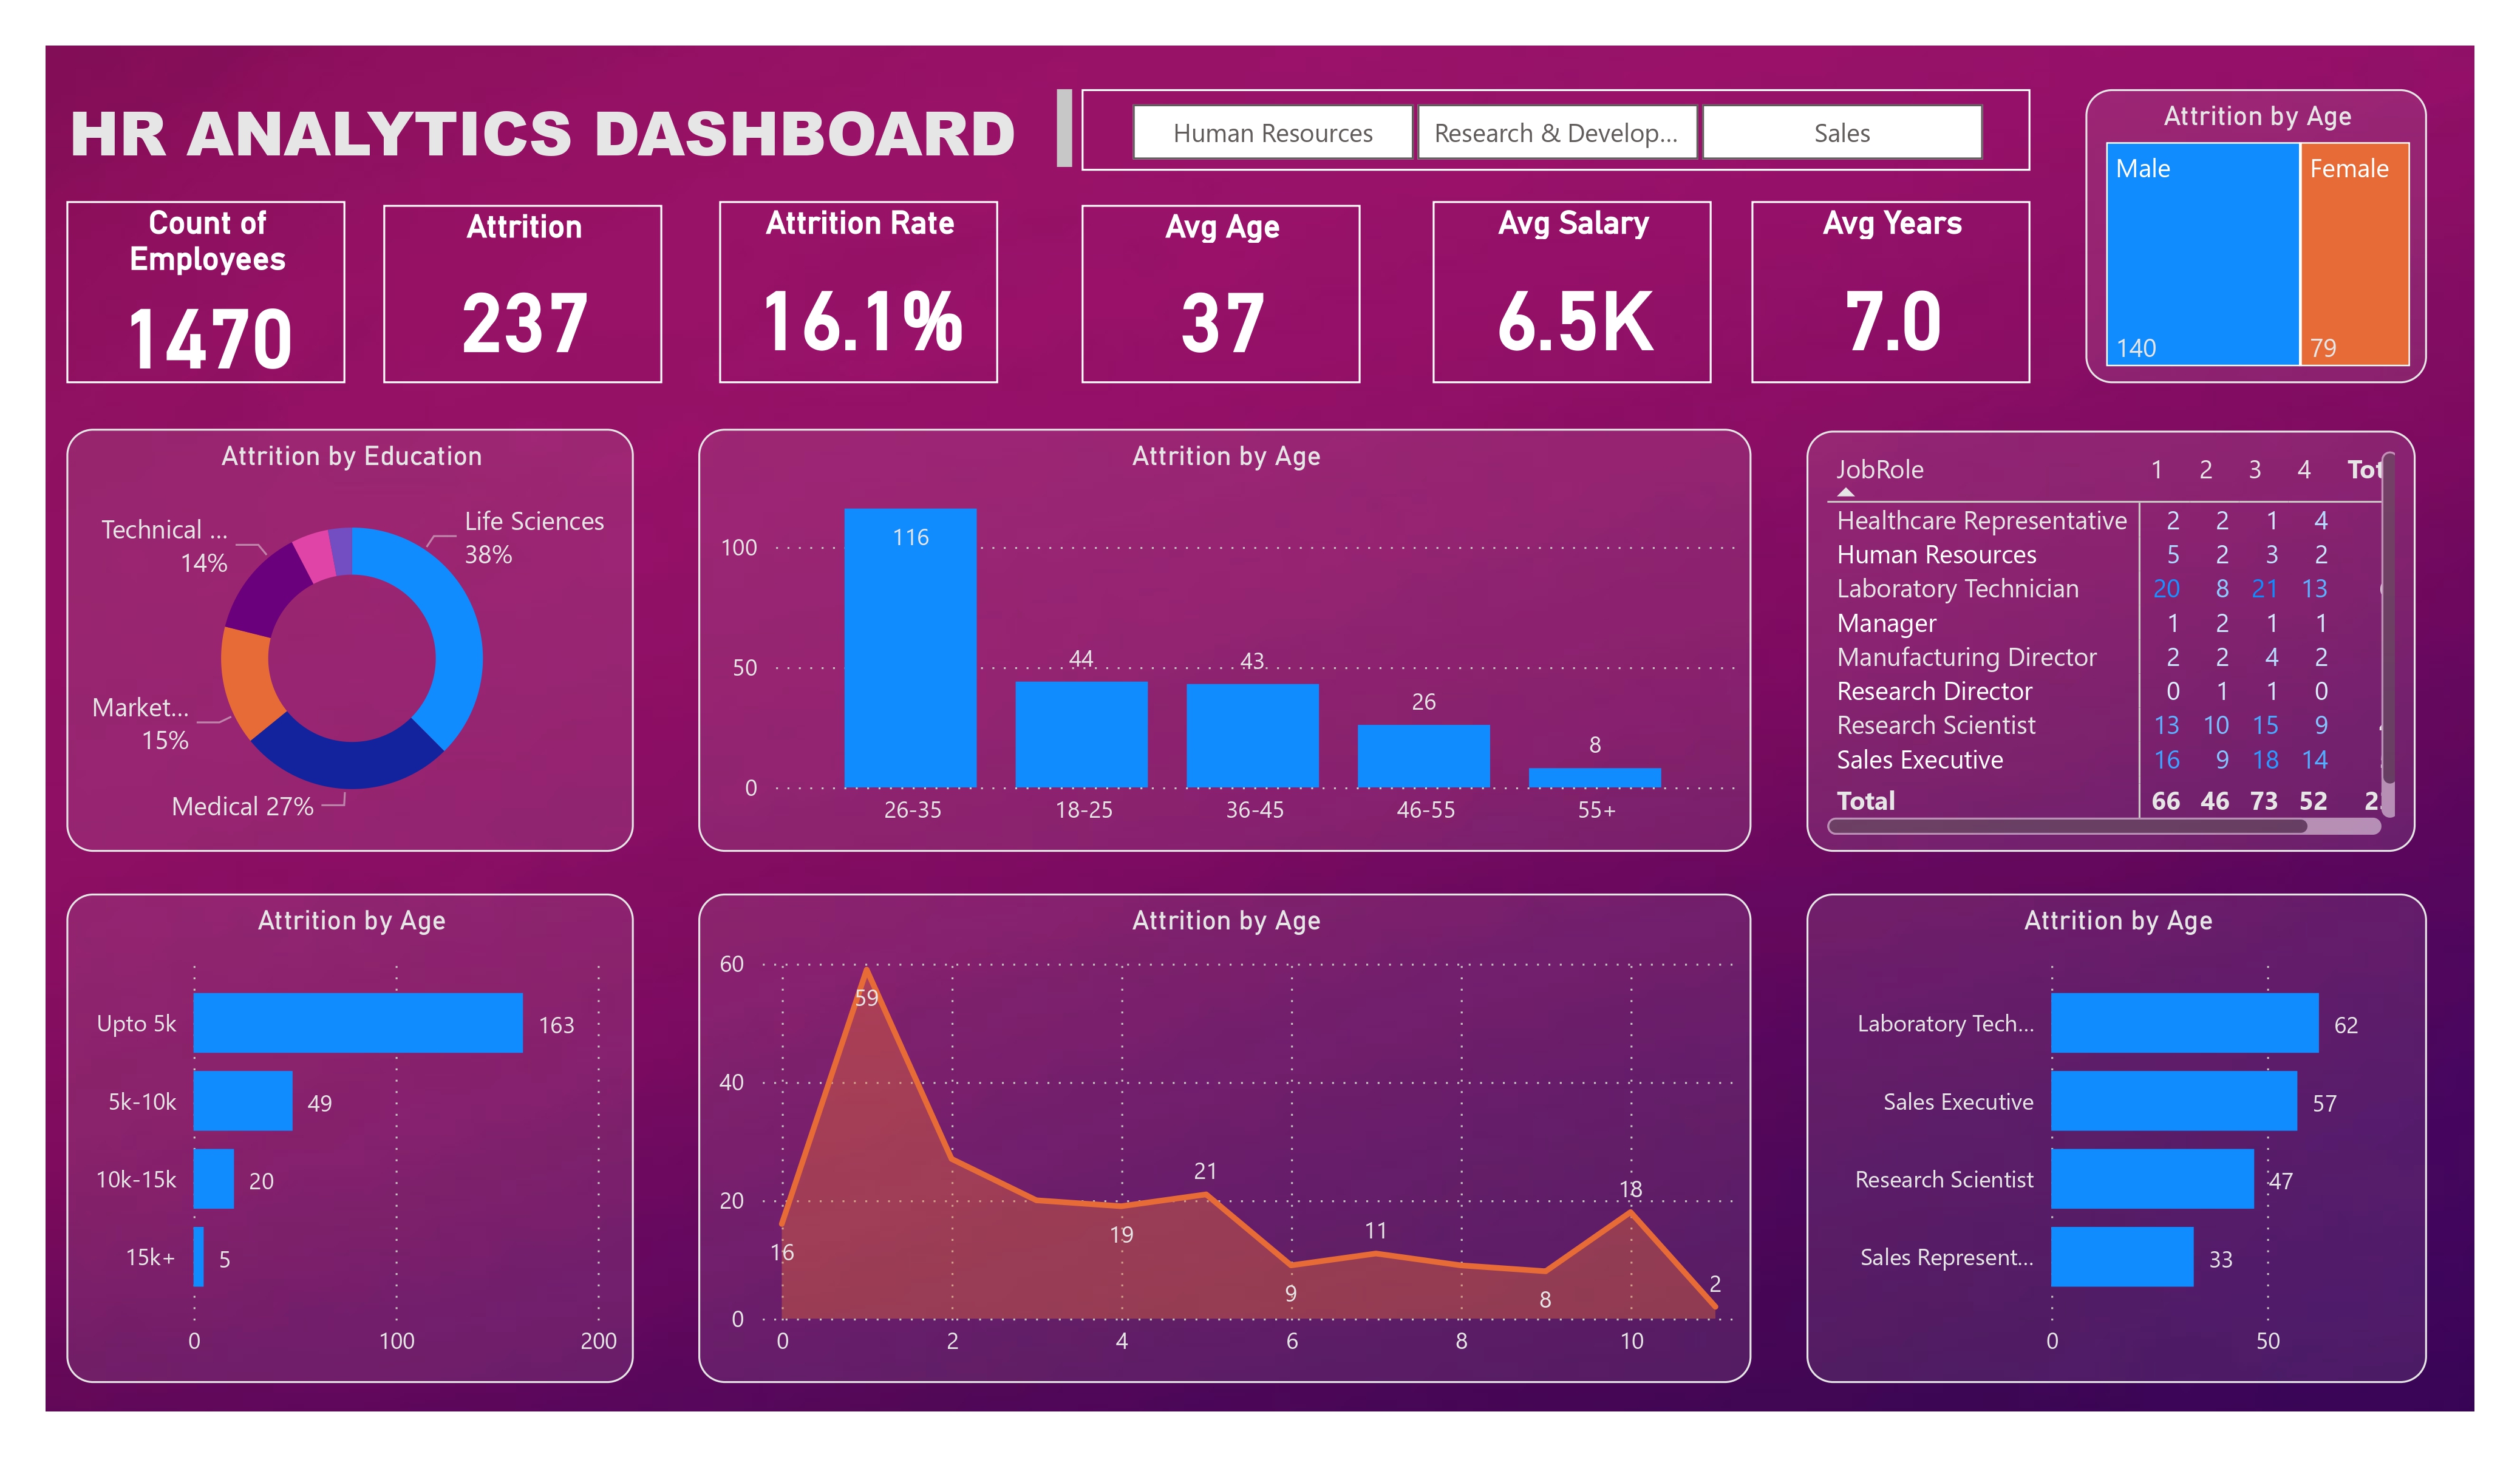 HR ANALYTICS DASHBOARD
Human Resources
Research & Develop...
Sales
Attrition by Age
Male
Female
140
79
Count of
Employees
1470
Attrition
237
Attrition Rate
16.1%
Avg Age
37
Avg Salary
6.5K
Avg Years
7.0
Attrition by Education
Life Sciences
38%
Technical ...
14%
Market...
15%
Medical 27%
Attrition by Age
100
50
0
116
44
43
26
8
26-35
18-25
36-45
46-55
55+
JobRole 1 2 3 4
Healthcare Representative 2 2 1 4
Human Resources 5 2 3 2
Laboratory Technician 20 8 21 13
Manager 1 2 1 1
Manufacturing Director 2 2 4 2
Research Director 0 1 1 0
Research Scientist 13 10 15 9
Sales Executive 16 9 18 14
Total 66 46 73 52
Attrition by Age
Upto 5k 163
5k-10k 49
10k-15k 20
15k+ 5
0 100 200
Attrition by Age
60
40
20
0
16
59
19
21
9
11
8
18
2
0 2 4 6 8 10
Attrition by Age
Laboratory Tech... 62
Sales Executive 57
Research Scientist 47
Sales Represent... 33
0 50